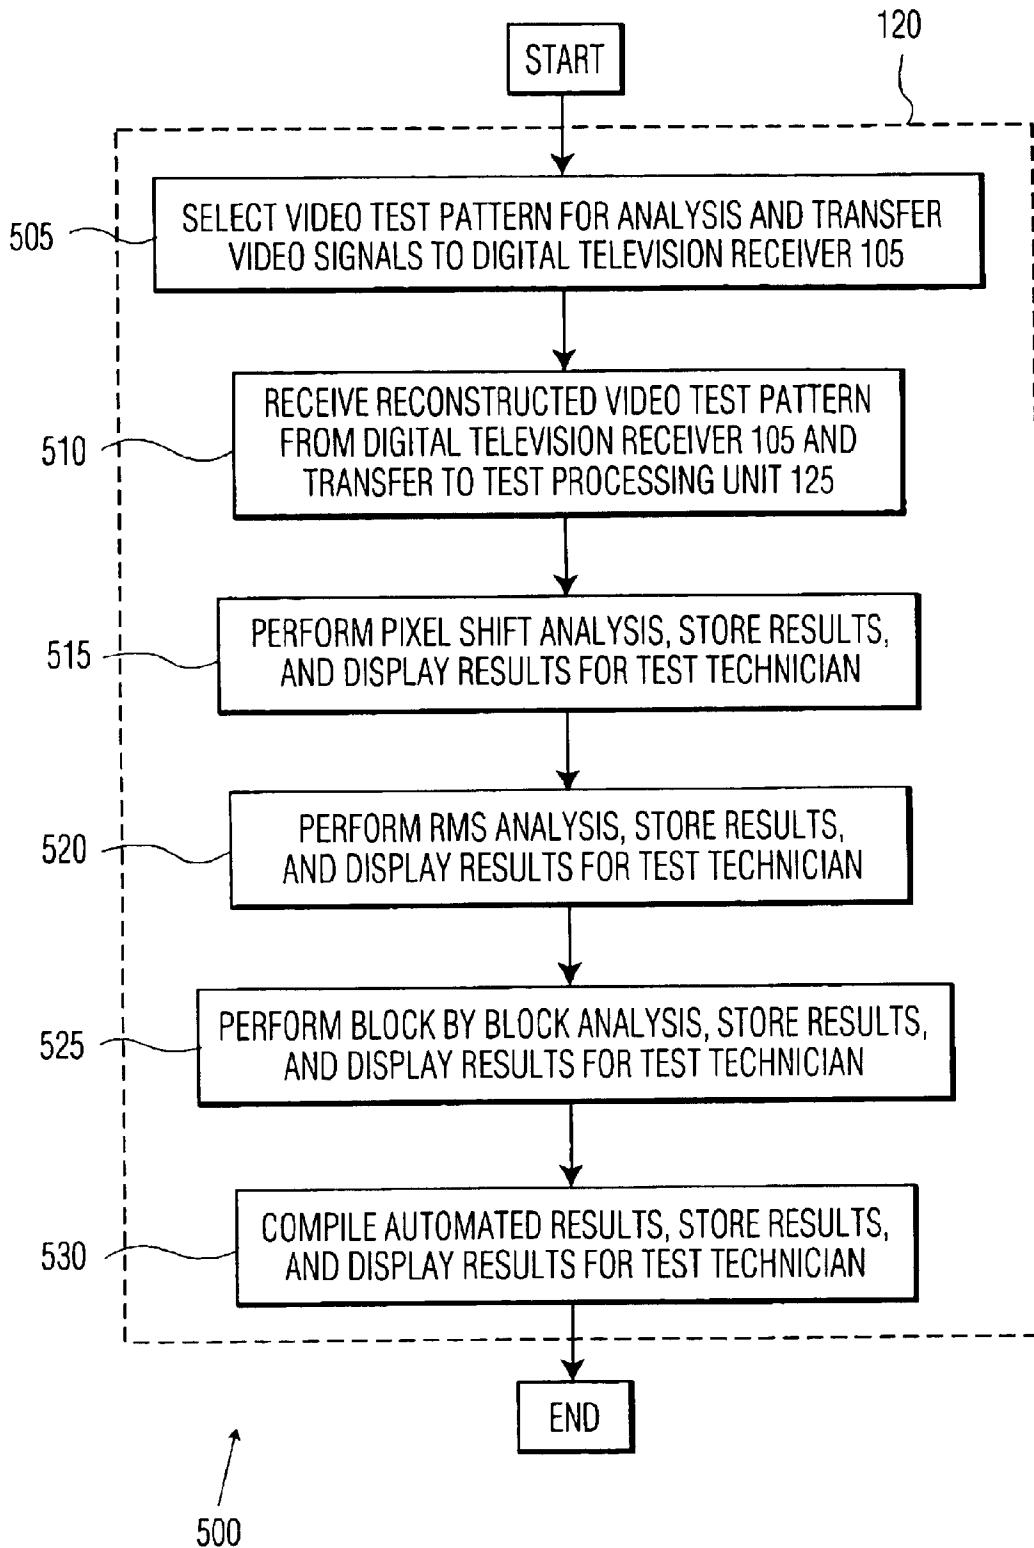 120
START
505
SELECT VIDEO TEST PATTERN FOR ANALYSIS AND TRANSFER
VIDEO SIGNALS TO DIGITAL TELEVISION RECEIVER 105
510
RECEIVE RECONSTRUCTED VIDEO TEST PATTERN
FROM DIGITAL TELEVISION RECEIVER 105 AND
TRANSFER TO TEST PROCESSING UNIT 125
515
PERFORM PIXEL SHIFT ANALYSIS, STORE RESULTS,
AND DISPLAY RESULTS FOR TEST TECHNICIAN
520
PERFORM RMS ANALYSIS, STORE RESULTS,
AND DISPLAY RESULTS FOR TEST TECHNICIAN
525
PERFORM BLOCK BY BLOCK ANALYSIS, STORE RESULTS,
AND DISPLAY RESULTS FOR TEST TECHNICIAN
530
COMPILE AUTOMATED RESULTS, STORE RESULTS,
AND DISPLAY RESULTS FOR TEST TECHNICIAN
END
500